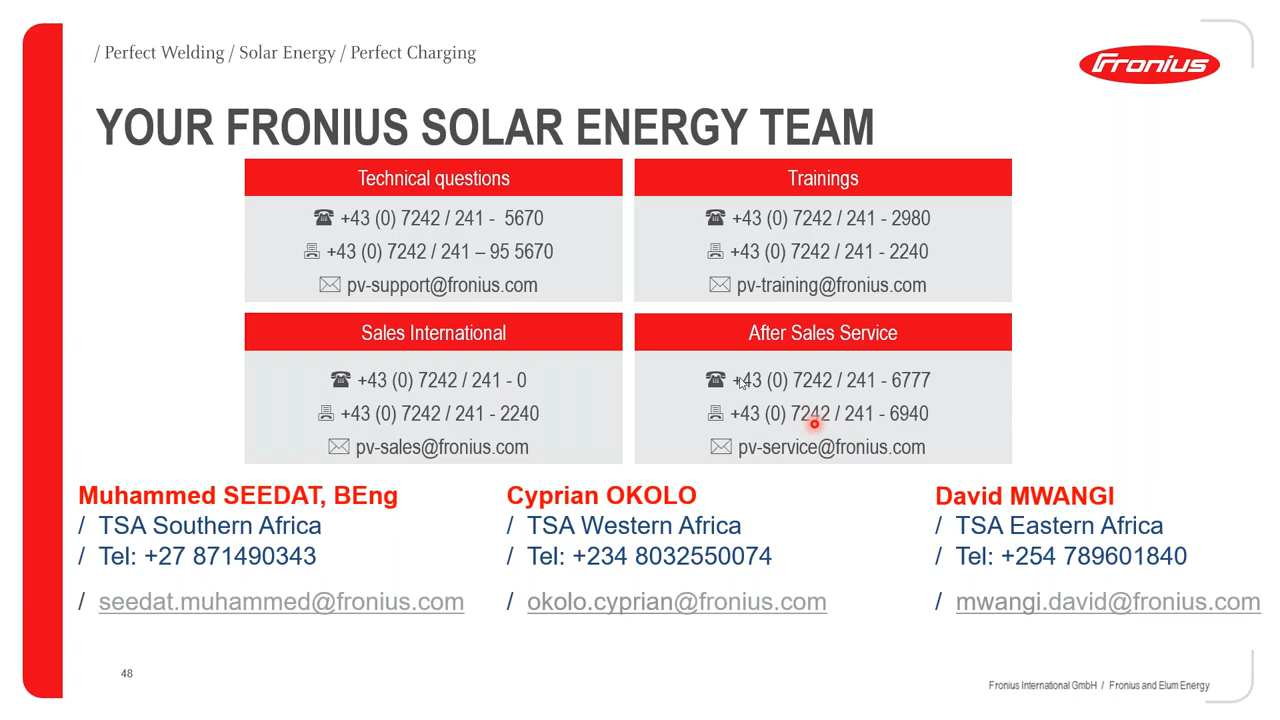 / Perfect Welding / Solar Energy / Perfect Charging
Fronius
YOUR FRONIUS SOLAR ENERGY TEAM
Technical questions
+43 (0) 7242 / 241 - 5670
+43 (0) 7242 / 241 – 95 5670
pv-support@fronius.com
Trainings
+43 (0) 7242 / 241 - 2980
+43 (0) 7242 / 241 - 2240
pv-training@fronius.com
Sales International
+43 (0) 7242 / 241 - 0
+43 (0) 7242 / 241 - 2240
pv-sales@fronius.com
After Sales Service
+43 (0) 7242 / 241 - 6777
+43 (0) 7242 / 241 - 6940
pv-service@fronius.com
Muhammed SEEDAT, BEng
/ TSA Southern Africa
/ Tel: +27 871490343
/ seedat.muhammed@fronius.com
Cyprian OKOLO
/ TSA Western Africa
/ Tel: +234 8032550074
/ okolo.cyprian@fronius.com
David MWANGI
/ TSA Eastern Africa
/ Tel: +254 789601840
/ mwangi.david@fronius.com
48
Fronius International GmbH / Fronius and Elum Energy